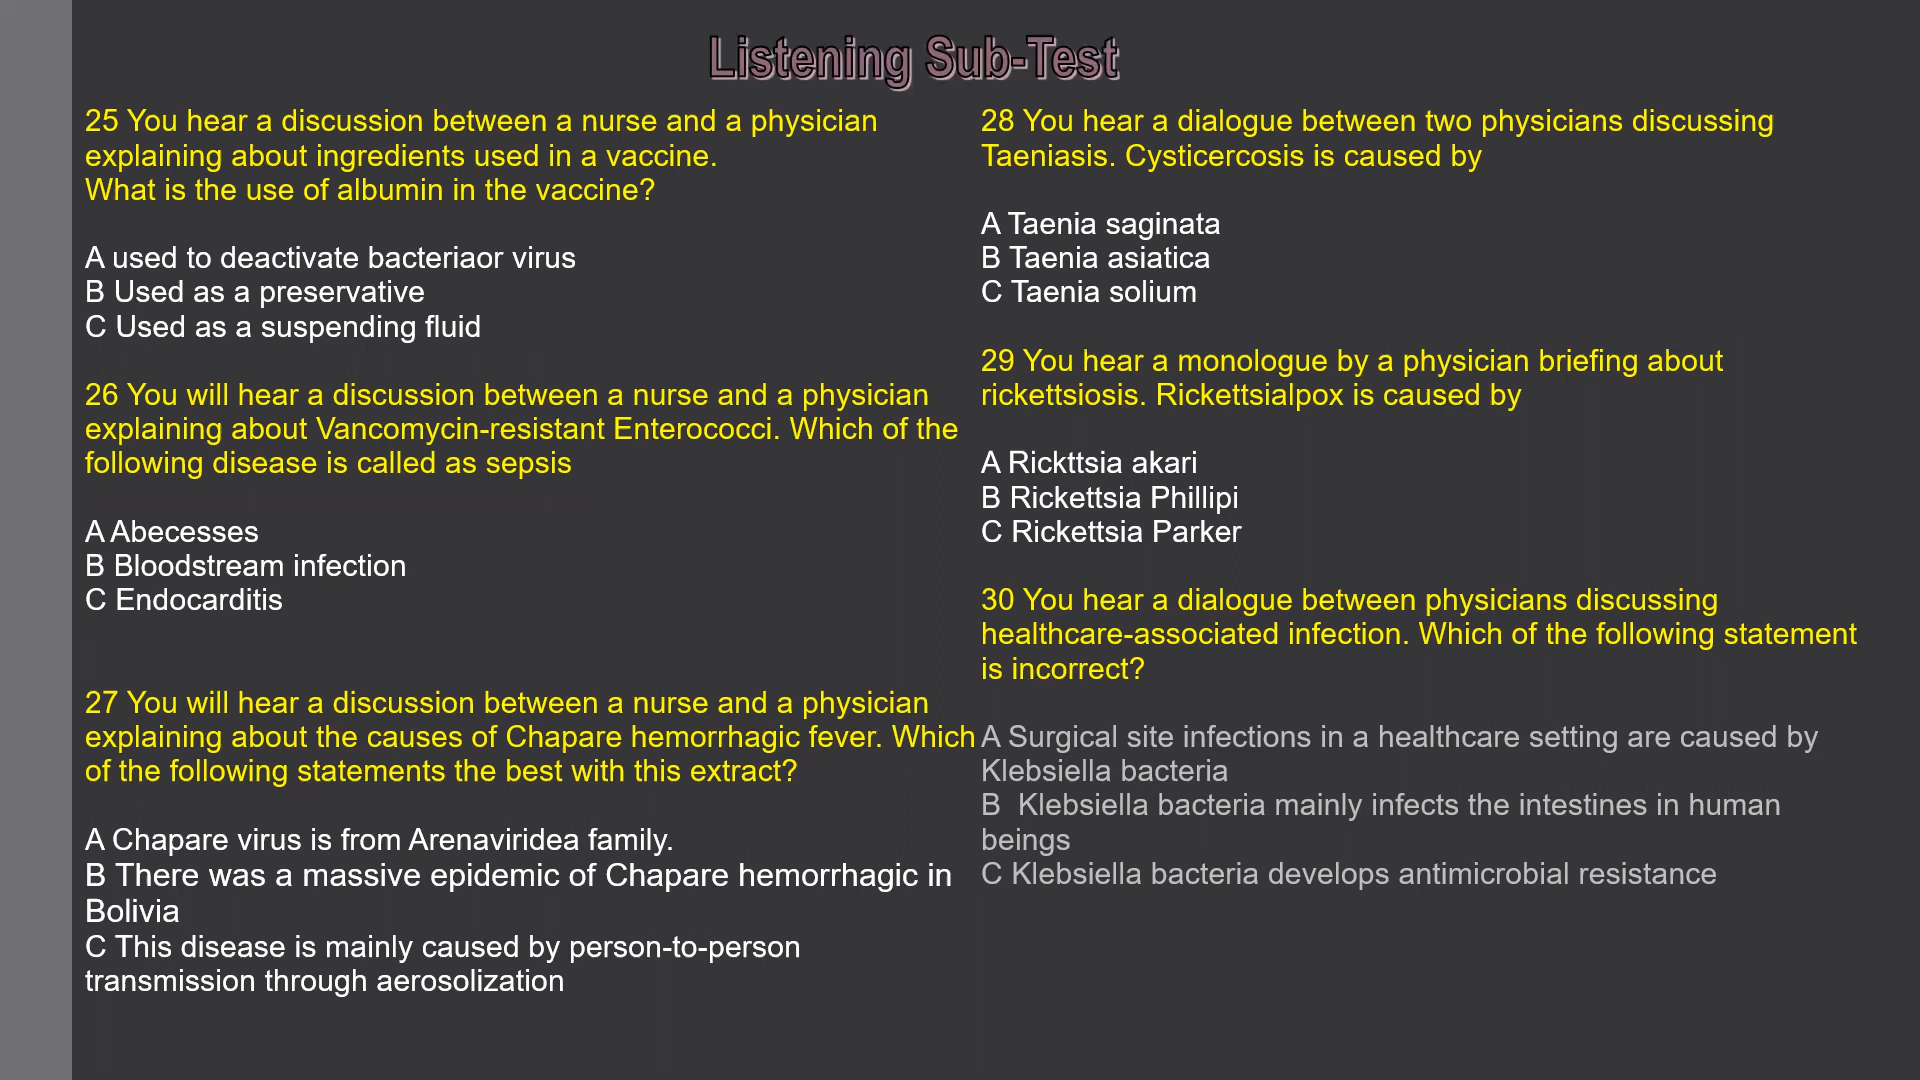 Listening Sub-Test
25 You hear a discussion between a nurse and a physician
explaining about ingredients used in a vaccine.
What is the use of albumin in the vaccine?
A used to deactivate bacteriaor virus
B Used as a preservative
C Used as a suspending fluid
26 You will hear a discussion between a nurse and a physician
explaining about Vancomycin-resistant Enterococci. Which of the
following disease is called as sepsis
A Abecesses
B Bloodstream infection
C Endocarditis
27 You will hear a discussion between a nurse and a physician
explaining about the causes of Chapare hemorrhagic fever. Which
of the following statements the best with this extract?
A Chapare virus is from Arenaviridea family.
B There was a massive epidemic of Chapare hemorrhagic in
Bolivia
C This disease is mainly caused by person-to-person
transmission through aerosolization
28 You hear a dialogue between two physicians discussing
Taeniasis. Cysticercosis is caused by
A Taenia saginata
B Taenia asiatica
C Taenia solium
29 You hear a monologue by a physician briefing about
rickettsiosis. Rickettsialpox is caused by
A Rickttsia akari
B Rickettsia Phillipi
C Rickettsia Parker
30 You hear a dialogue between physicians discussing
healthcare-associated infection. Which of the following statement
is incorrect?
A Surgical site infections in a healthcare setting are caused by
Klebsiella bacteria
B  Klebsiella bacteria mainly infects the intestines in human
beings
C Klebsiella bacteria develops antimicrobial resistance